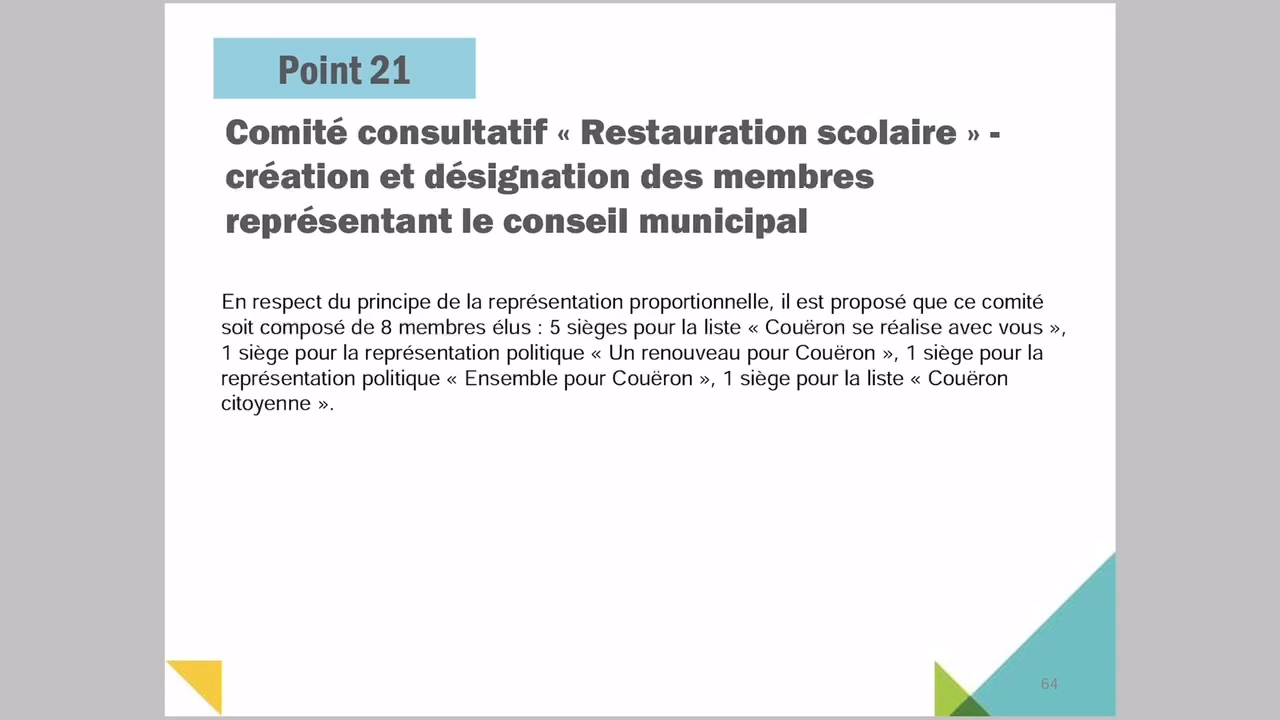 Point 21
Comité consultatif « Restauration scolaire » -
création et désignation des membres
représentant le conseil municipal
En respect du principe de la représentation proportionnelle, il est proposé que ce comité
soit composé de 8 membres élus : 5 sièges pour la liste « Couëron se réalise avec vous »,
1 siège pour la représentation politique « Un renouveau pour Couëron », 1 siège pour la
représentation politique « Ensemble pour Couëron », 1 siège pour la liste « Couëron
citoyenne ».
64